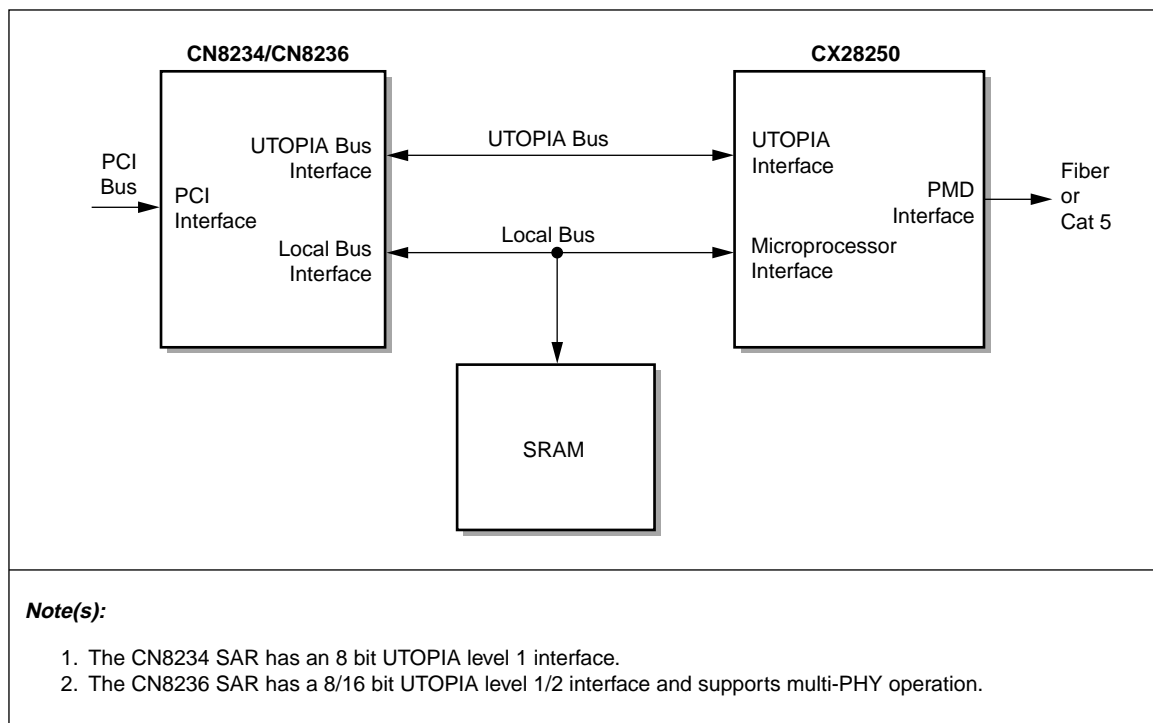 CN8234/CN8236
CX28250
PCI
Bus
PCI
Interface
UTOPIA Bus
Interface
Local Bus
Interface
UTOPIA Bus
Local Bus
UTOPIA
Interface
Microprocessor
Interface
PMD
Interface
Fiber
or
Cat 5
SRAM
Note(s):
1. The CN8234 SAR has an 8 bit UTOPIA level 1 interface.
2. The CN8236 SAR has a 8/16 bit UTOPIA level 1/2 interface and supports multi-PHY operation.